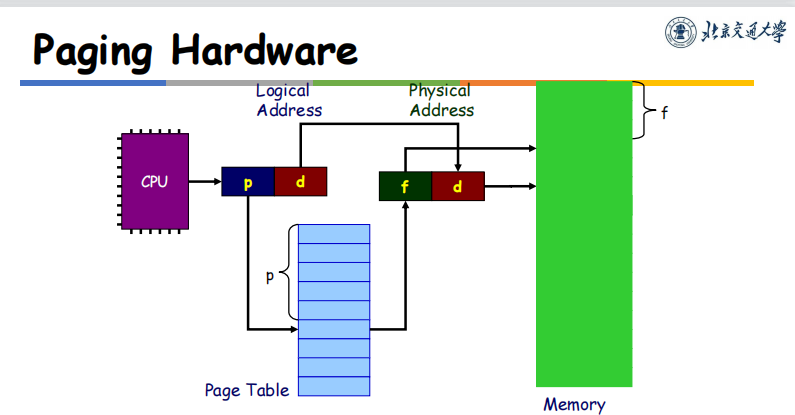 Paging Hardware
北京交通大学
Logical
Address
Physical
Address
f
CPU
p
d
f
d
p
Page Table
Memory